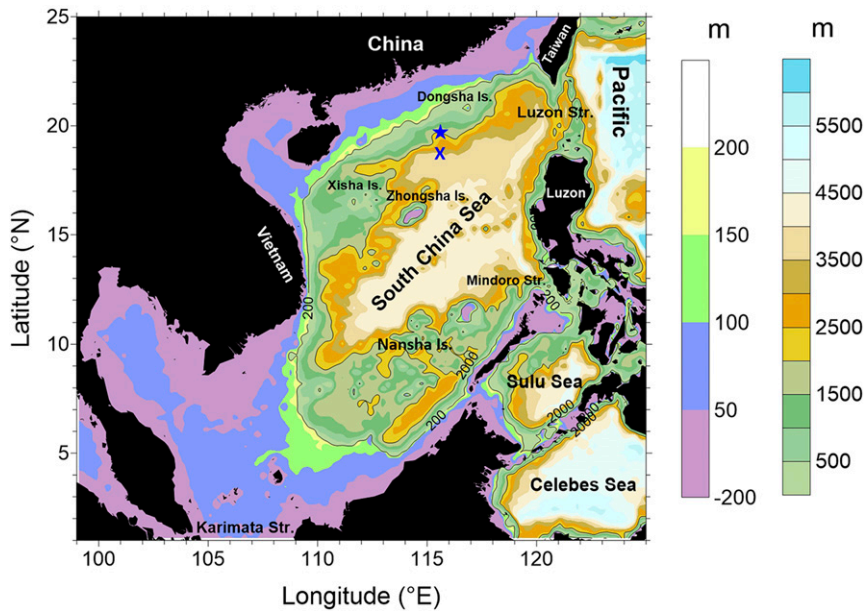 m
m
25
20
15
10
5
Latitude (°N)
China
Taiwan
Pacific
Dongsha Is.
Luzon Str.
X
Xisha Is.
Zhongsha Is.
Luzon
Vietnam
South China Sea
200
Mindoro Str.
200
Nansha Is.
2000
Sulu Sea
200
2000
Celebes Sea
Karimata Str.
100
105
110
115
120
Longitude (°E)
200
150
100
50
-200
5500
4500
3500
2500
1500
500